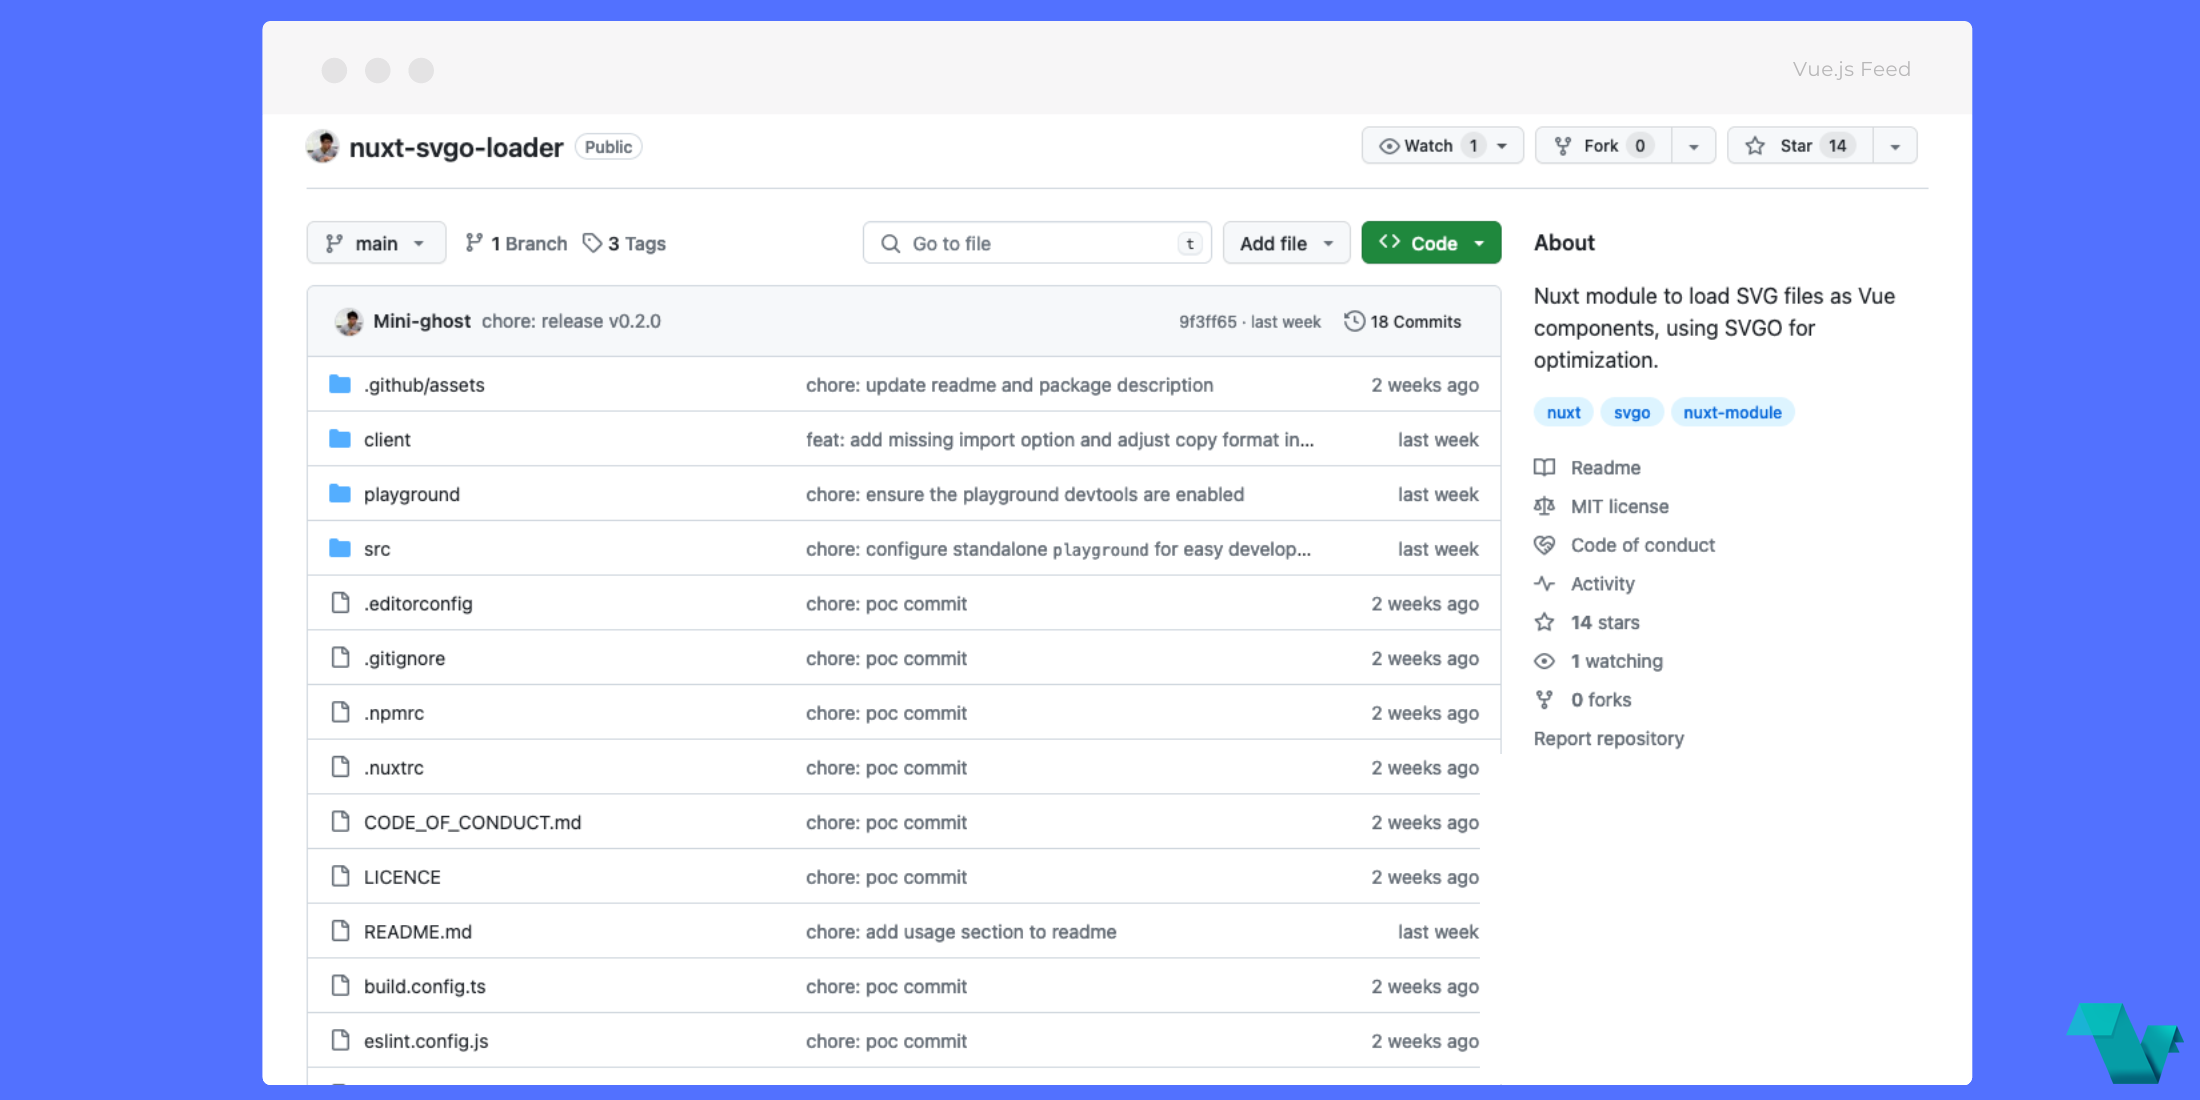 Vue.js Feed
nuxt-svgo-loader Public Watch 1 Fork 0 Star 14
main 1 Branch 3 Tags Go to file t Add file Code
Mini-ghost chore: release v0.2.0 9f3ff65 · last week 18 Commits
.github/assets chore: update readme and package description 2 weeks ago
client feat: add missing import option and adjust copy format in... last week
playground chore: ensure the playground devtools are enabled last week
src chore: configure standalone playground for easy develop... last week
.editorconfig chore: poc commit 2 weeks ago
.gitignore chore: poc commit 2 weeks ago
.npmrc chore: poc commit 2 weeks ago
.nuxtrc chore: poc commit 2 weeks ago
CODE_OF_CONDUCT.md chore: poc commit 2 weeks ago
LICENCE chore: poc commit 2 weeks ago
README.md chore: add usage section to readme last week
build.config.ts chore: poc commit 2 weeks ago
eslint.config.js chore: poc commit 2 weeks ago
About
Nuxt module to load SVG files as Vue
components, using SVGO for
optimization.
nuxt svgo nuxt-module
Readme
MIT license
Code of conduct
Activity
14 stars
1 watching
0 forks
Report repository